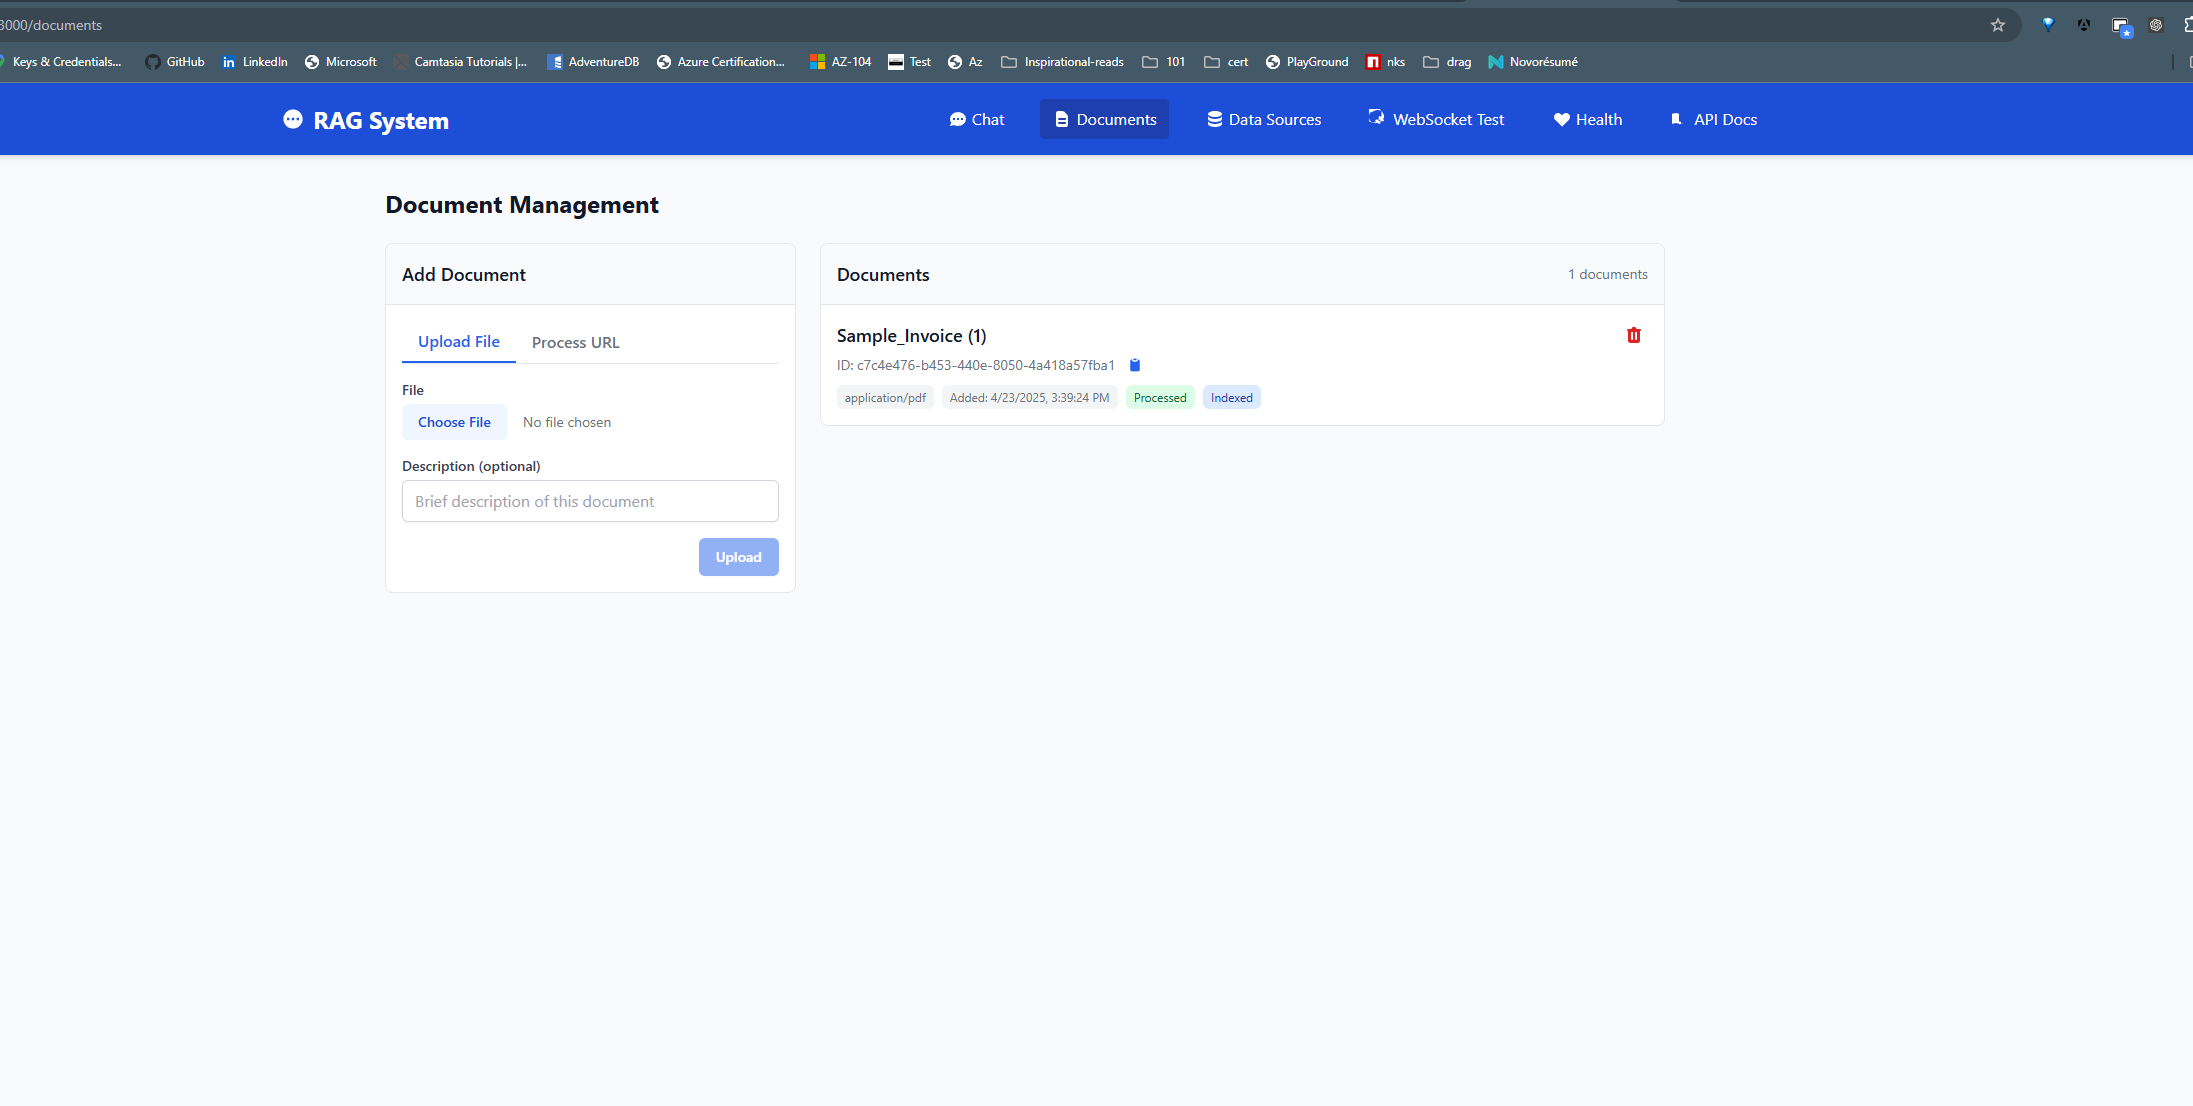 3000/documents
Keys & Credentials... GitHub LinkedIn Microsoft Camtasia Tutorials |... AdventureDB Azure Certification... AZ-104 Test Az Inspirational-reads 101 cert PlayGround nks drag Novorésumé
RAG System Chat Documents Data Sources WebSocket Test Health API Docs
Document Management
Add Document
Upload File Process URL
File
Choose File No file chosen
Description (optional)
Brief description of this document
Upload
Documents 1 documents
Sample_Invoice (1)
ID: c7c4e476-b453-440e-8050-4a418a57fba1
application/pdf Added: 4/23/2025, 3:39:24 PM Processed Indexed